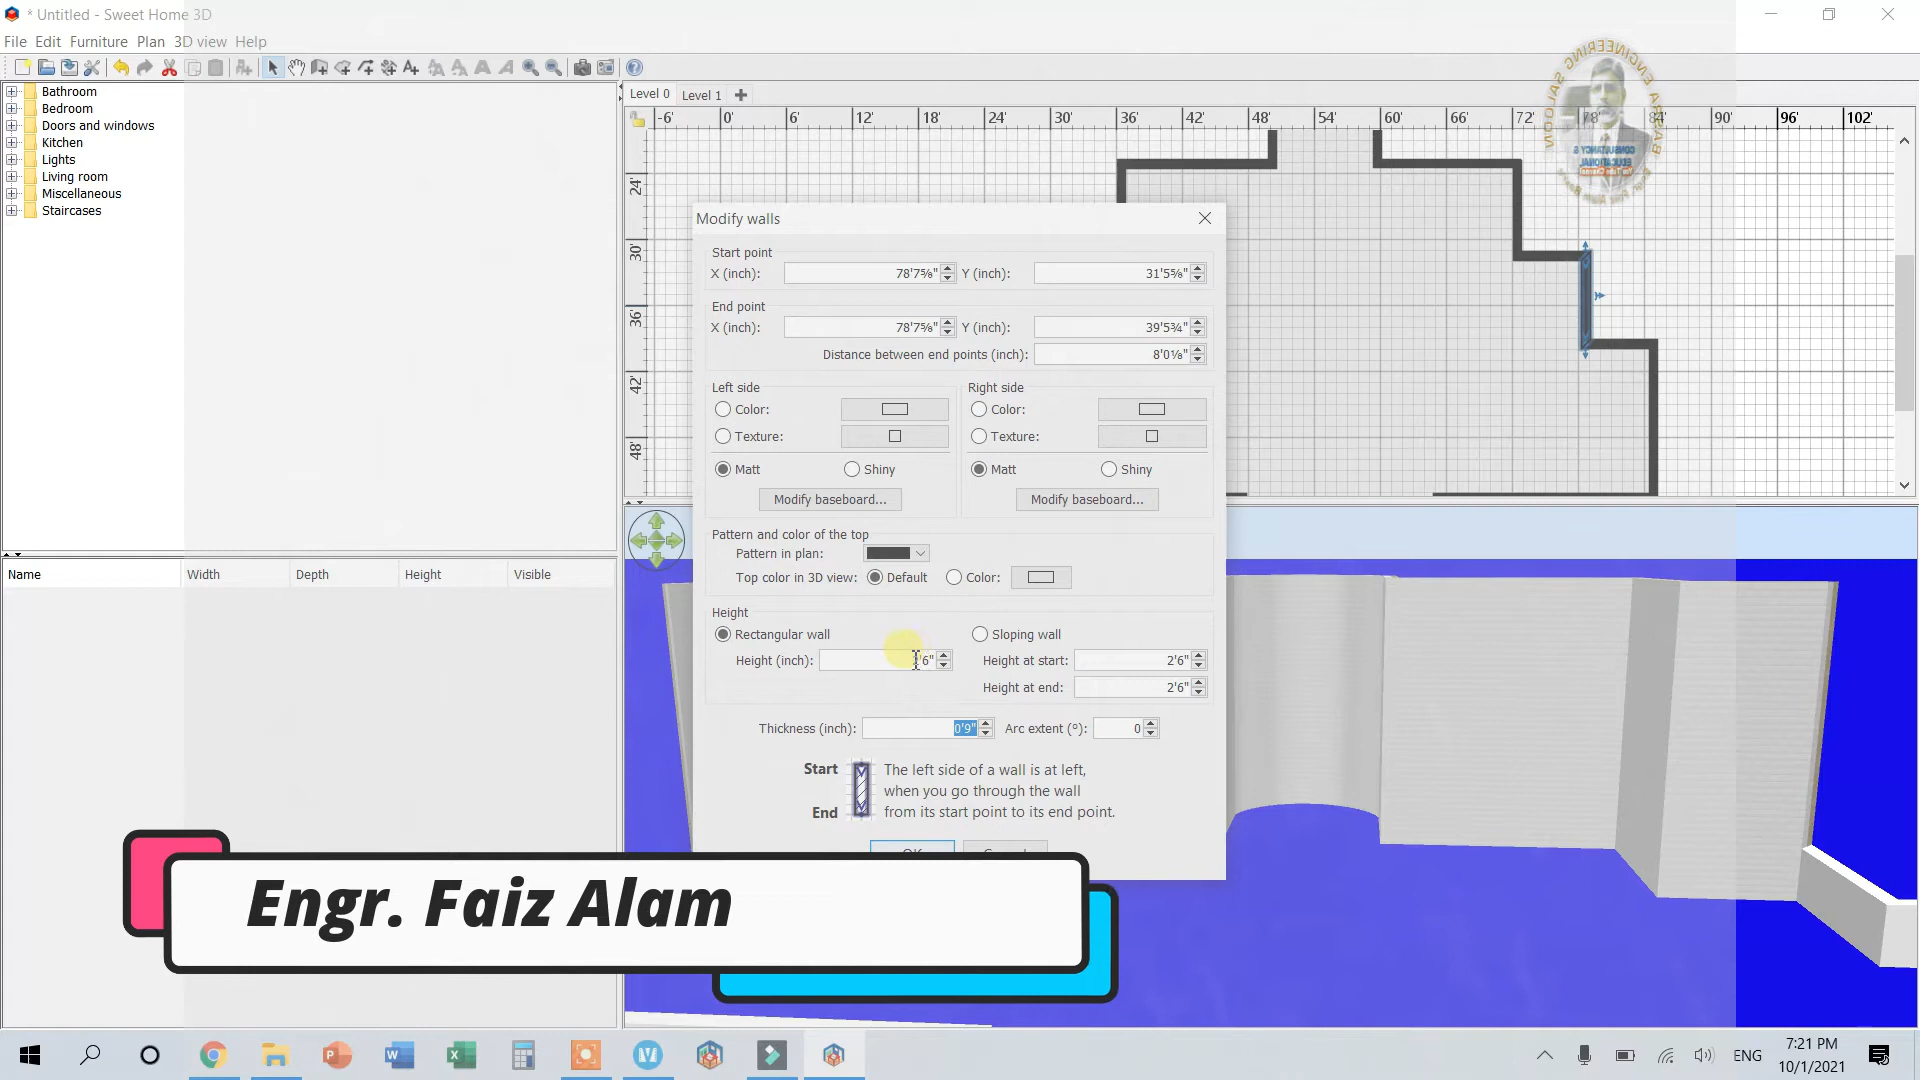 * Untitled - Sweet Home 3D
File Edit Furniture Plan 3D view Help
Bathroom
Bedroom
Doors and windows
Kitchen
Lights
Living room
Miscellaneous
Staircases
Name Width Depth Height Visible
Level 0 Level 1
-6' 0' 6' 12' 18' 24' 30' 36' 42' 48' 54' 60' 66' 72' 78' 84' 90' 96' 102'
24'
30'
36'
42'
48'
CONSULTANCY &
EDUCATIONAL
Modify walls
Start point
X (inch): 78'7⅝" Y (inch): 31'5⅝"
End point
X (inch): 78'7⅝" Y (inch): 39'5¾"
Distance between end points (inch): 8'0⅛"
Left side Right side
Color: Color:
Texture: Texture:
Matt Shiny Matt Shiny
Modify baseboard... Modify baseboard...
Pattern and color of the top
Pattern in plan:
Top color in 3D view: Default Color:
Height
Rectangular wall Sloping wall
Height (inch): Height at start: 2'6"
Height at end: 2'6"
Thickness (inch): 0'9" Arc extent (°): 0
Start
End
The left side of a wall is at left,
when you go through the wall
from its start point to its end point.
Engr. Faiz Alam
ENG
7:21 PM
10/1/2021